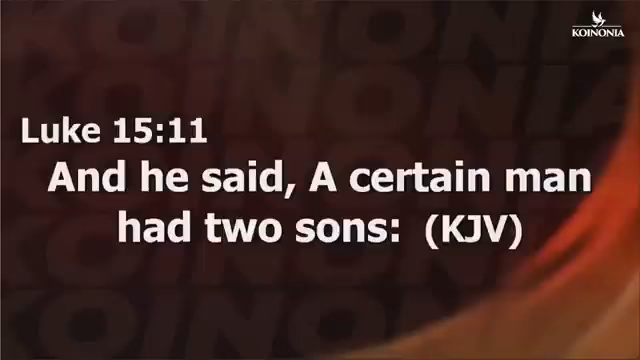 KOINONIA
Luke 15:11
And he said, A certain man
had two sons: (KJV)